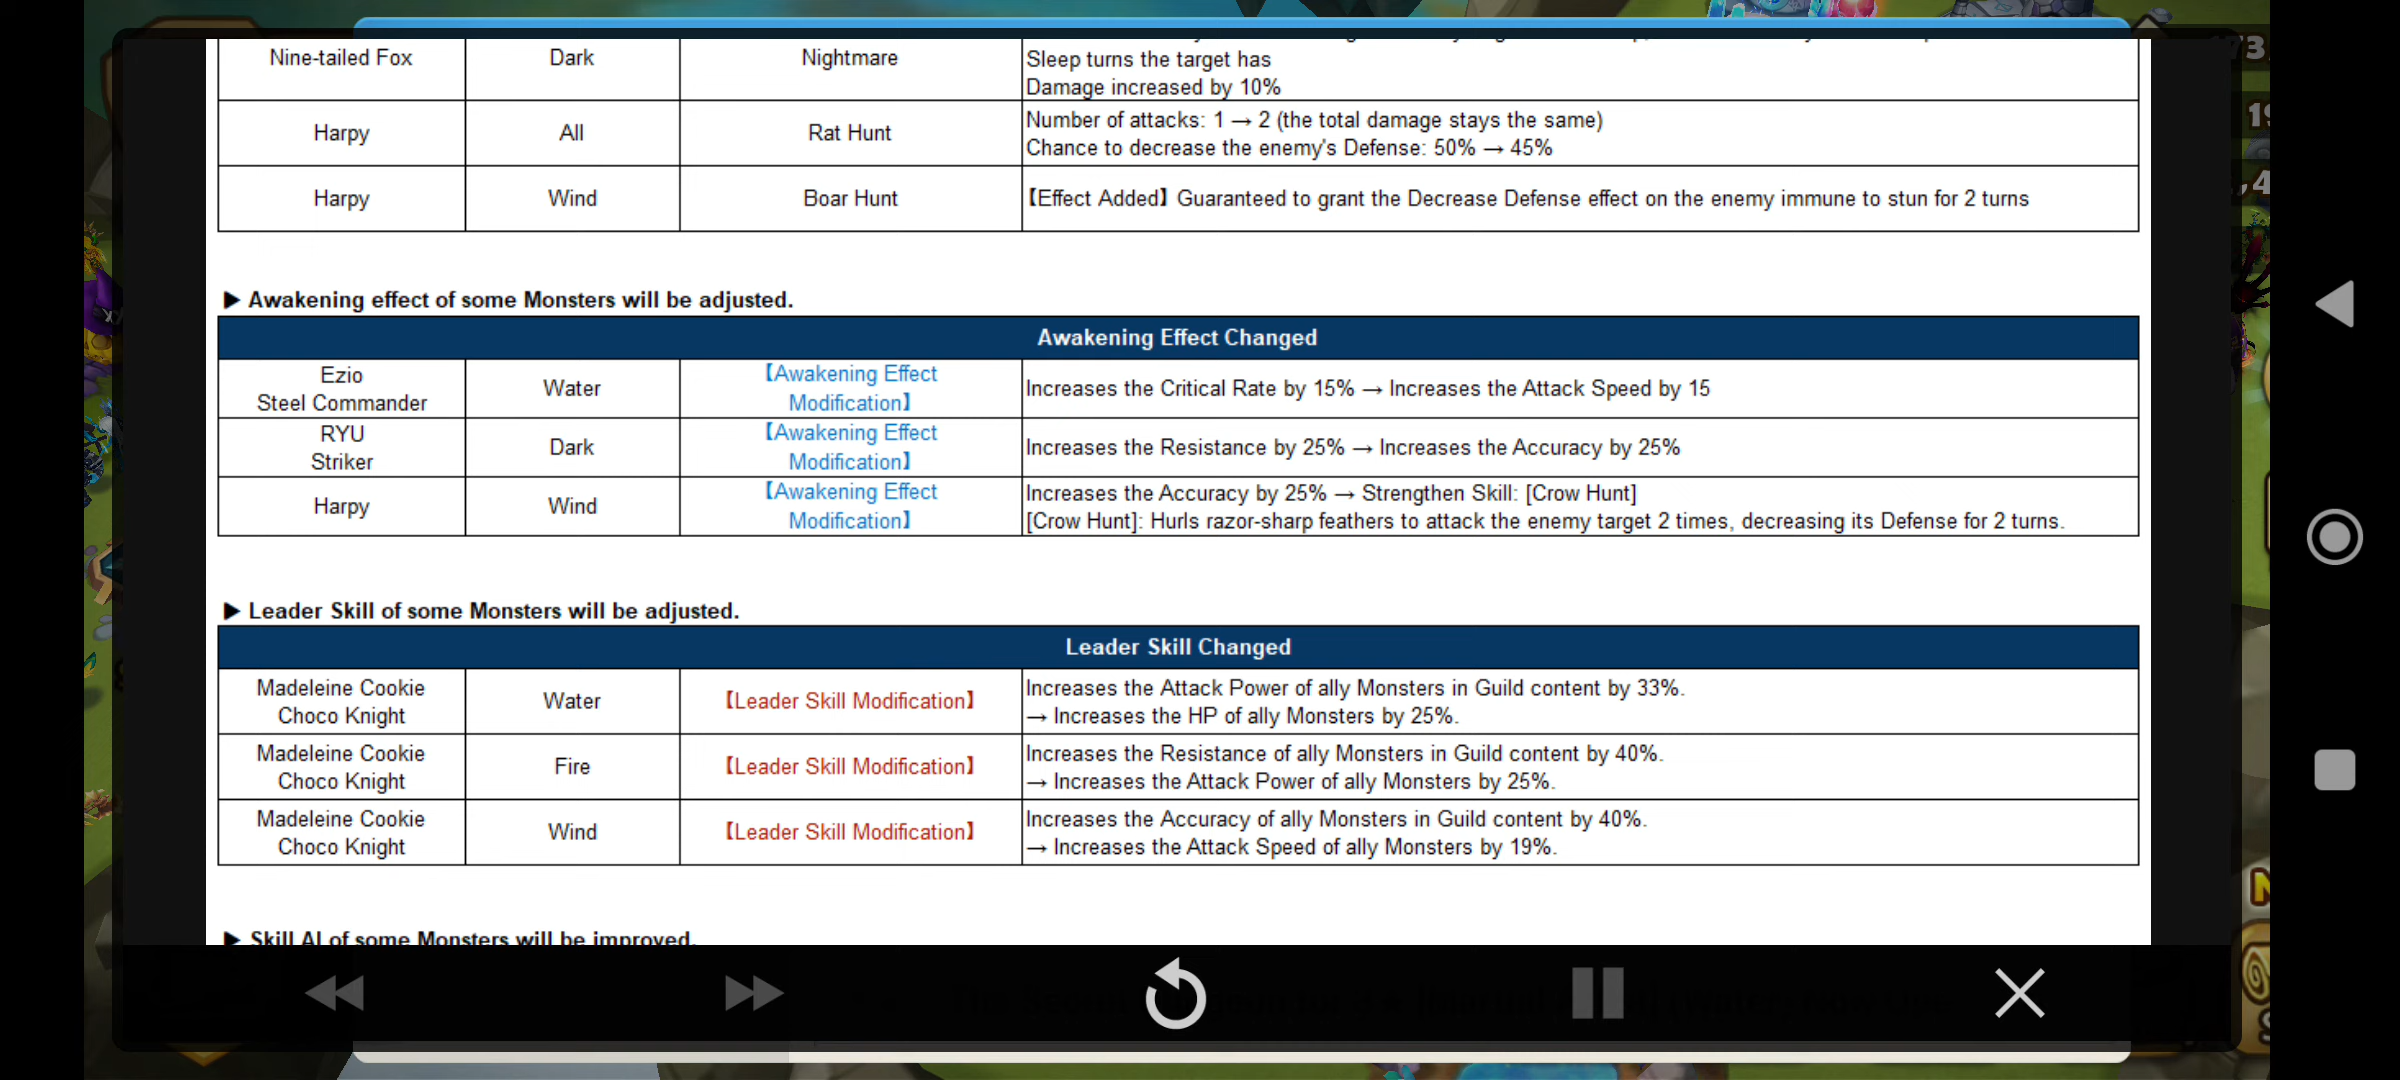 Nine-tailed Fox Dark Nightmare
Sleep turns the target has
Damage increased by 10%
Harpy All Rat Hunt
Number of attacks: 1 → 2 (the total damage stays the same)
Chance to decrease the enemy's Defense: 50% → 45%
Harpy Wind Boar Hunt 【Effect Added】 Guaranteed to grant the Decrease Defense effect on the enemy immune to stun for 2 turns
▶ Awakening effect of some Monsters will be adjusted.
Awakening Effect Changed
Ezio
Steel Commander
Water
【Awakening Effect
Modification】
Increases the Critical Rate by 15% → Increases the Attack Speed by 15
RYU
Striker
Dark
【Awakening Effect
Modification】
Increases the Resistance by 25% → Increases the Accuracy by 25%
Harpy
Wind
【Awakening Effect
Modification】
Increases the Accuracy by 25% → Strengthen Skill: [Crow Hunt]
[Crow Hunt]: Hurls razor-sharp feathers to attack the enemy target 2 times, decreasing its Defense for 2 turns.
▶ Leader Skill of some Monsters will be adjusted.
Leader Skill Changed
Madeleine Cookie
Choco Knight
Water
【Leader Skill Modification】
Increases the Attack Power of ally Monsters in Guild content by 33%.
→ Increases the HP of ally Monsters by 25%.
Madeleine Cookie
Choco Knight
Fire
【Leader Skill Modification】
Increases the Resistance of ally Monsters in Guild content by 40%.
→ Increases the Attack Power of ally Monsters by 25%.
Madeleine Cookie
Choco Knight
Wind
【Leader Skill Modification】
Increases the Accuracy of ally Monsters in Guild content by 40%.
→ Increases the Attack Speed of ally Monsters by 19%.
▶ Skill AI of some Monsters will be improved.